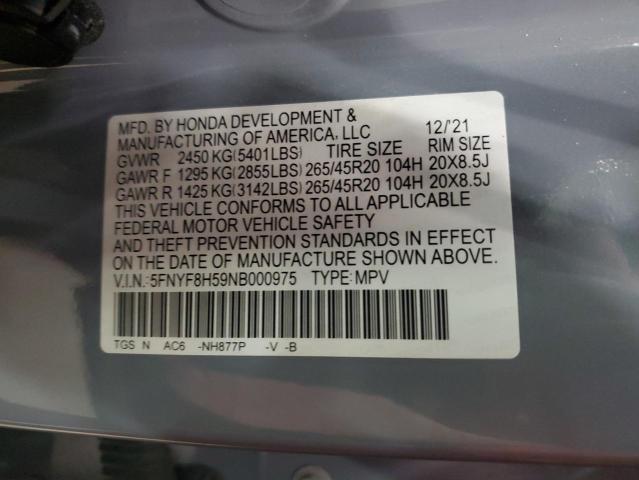 MFD. BY HONDA DEVELOPMENT &
MANUFACTURING OF AMERICA, LLC 12/'21
GVWR 2450 KG(5401LBS) TIRE SIZE RIM SIZE
GAWR F 1295 KG(2855LBS) 265/45R20 104H 20X8.5J
GAWR R 1425 KG(3142LBS) 265/45R20 104H 20X8.5J
THIS VEHICLE CONFORMS TO ALL APPLICABLE
FEDERAL MOTOR VEHICLE SAFETY
AND THEFT PREVENTION STANDARDS IN EFFECT
ON THE DATE OF MANUFACTURE SHOWN ABOVE.
V.I.N.:5FNYF8H59NB000975 TYPE:MPV
TGS N AC6 -NH877P -V -B